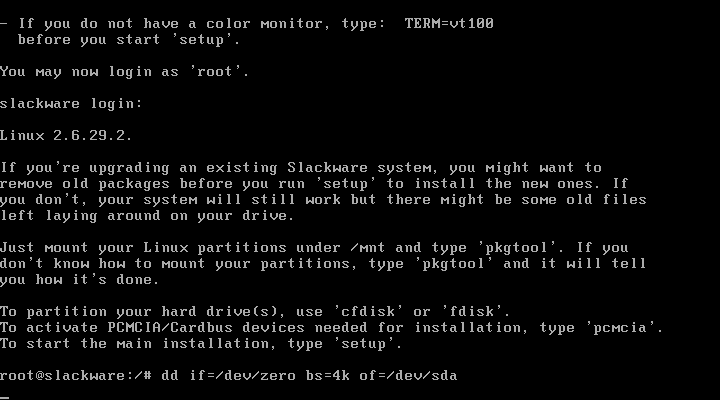 - If you do not have a color monitor, type:  TERM=vt100
  before you start 'setup'.
You may now login as 'root'.
slackware login:
Linux 2.6.29.2.
If you're upgrading an existing Slackware system, you might want to
remove old packages before you run 'setup' to install the new ones. If
you don't, your system will still work but there might be some old files
left laying around on your drive.
Just mount your Linux partitions under /mnt and type 'pkgtool'. If you
don't know how to mount your partitions, type 'pkgtool' and it will tell
you how it's done.
To partition your hard drive(s), use 'cfdisk' or 'fdisk'.
To activate PCMCIA/Cardbus devices needed for installation, type 'pcmcia'.
To start the main installation, type 'setup'.
root@slackware:/# dd if=/dev/zero bs=4k of=/dev/sda
_